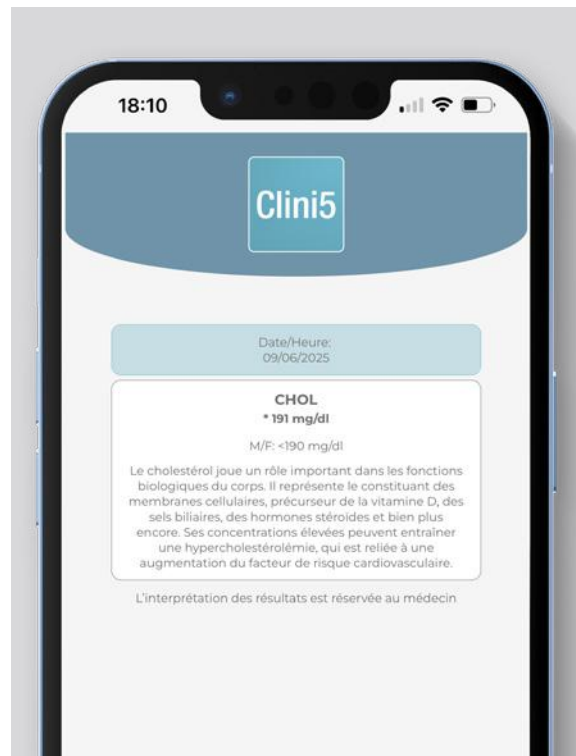 18:10
Clini5
Date/Heure:
09/06/2025
CHOL
* 191 mg/dl
M/F: <190 mg/dl
Le cholestérol joue un rôle important dans les fonctions
biologiques du corps. Il représente le constituant des
membranes cellulaires, précurseur de la vitamine D, des
sels biliaires, des hormones stéroides et bien plus
encore. Ses concentrations élevées peuvent entraîner
une hypercholestérolémie, qui est reliée à une
augmentation du facteur de risque cardiovasculaire.
L'interprétation des résultats est réservée au médecin